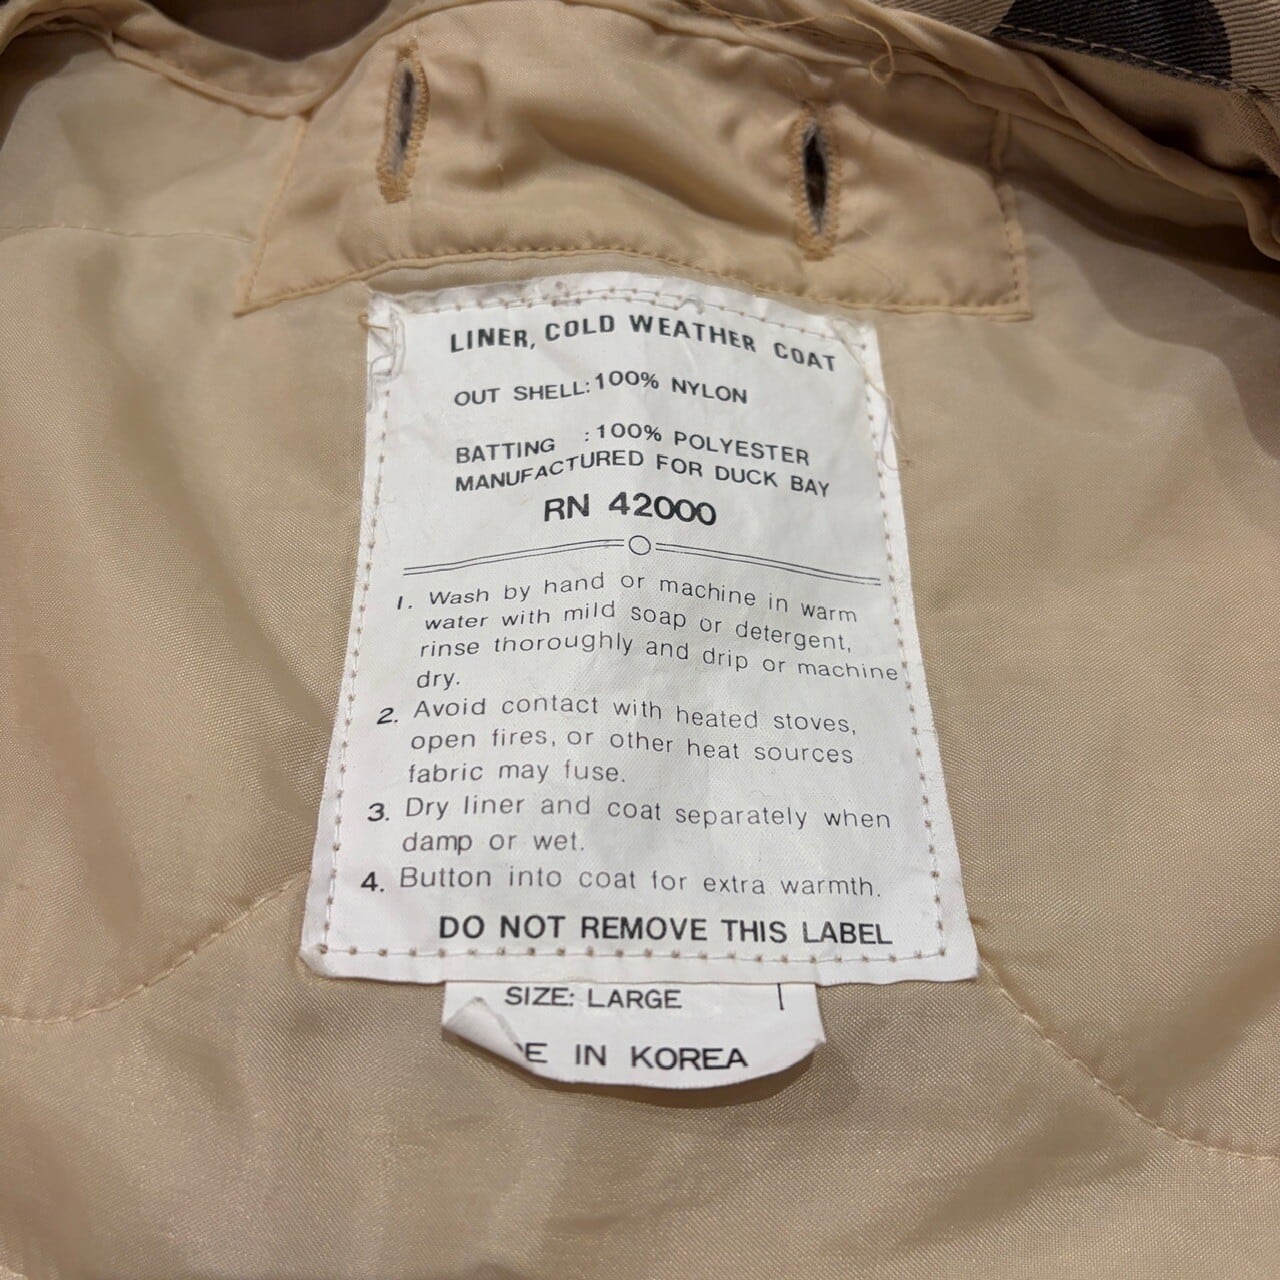 LINER, COLD WEATHER COAT
OUT SHELL: 100% NYLON
BATTING : 100% POLYESTER
MANUFACTURED FOR DUCK BAY
RN 42000
1. Wash by hand or machine in warm
water with mild soap or detergent,
rinse thoroughly and drip or machine
dry.
2. Avoid contact with heated stoves,
open fires, or other heat sources
fabric may fuse.
3. Dry liner and coat separately when
damp or wet.
4. Button into coat for extra warmth.
DO NOT REMOVE THIS LABEL
SIZE: LARGE
E IN KOREA